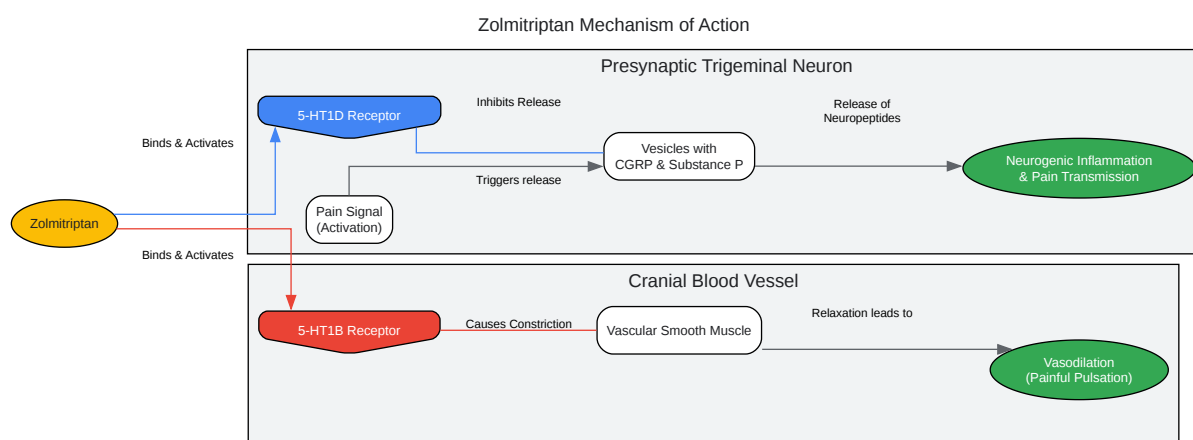 Zolmitriptan Mechanism of Action
Presynaptic Trigeminal Neuron
5-HT1D Receptor
Inhibits Release
Release of
Neuropeptides
Binds & Activates
Vesicles with
CGRP & Substance P
Neurogenic Inflammation
& Pain Transmission
Triggers release
Pain Signal
(Activation)
Zolmitriptan
Binds & Activates
Cranial Blood Vessel
5-HT1B Receptor
Causes Constriction
Vascular Smooth Muscle
Relaxation leads to
Vasodilation
(Painful Pulsation)